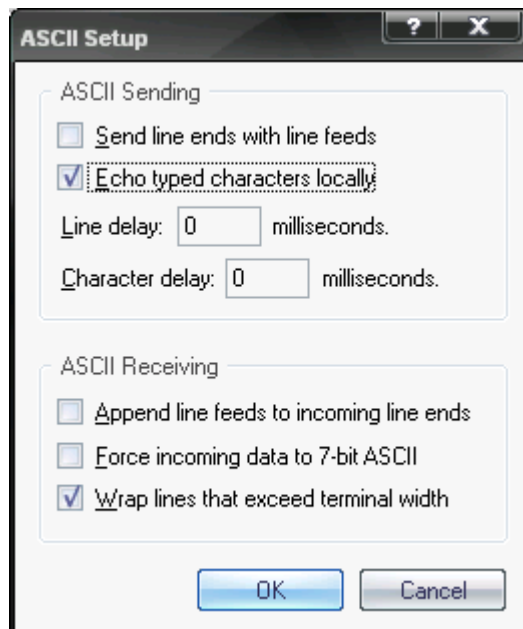 ASCII Setup
ASCII Sending
Send line ends with line feeds
Echo typed characters locally
Line delay: 0 milliseconds.
Character delay: 0 milliseconds.
ASCII Receiving
Append line feeds to incoming line ends
Force incoming data to 7-bit ASCII
Wrap lines that exceed terminal width
OK Cancel